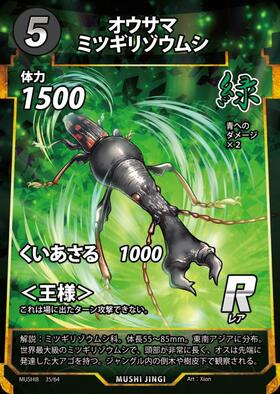 5
オウサマ
ミツギリゾウムシ
体力
1500
緑
青への
ダメージ
×2
くいあさる 1000
<王様>
これは場に出たターン攻撃できない。
R
レア
解説:ミツギリゾウムシ科。体長55~85mm。東南アジアに分布。
世界最大級のミツギリゾウムシで、頭部が非常に長く、オスは先端に
発達した大アゴを持つ。ジャングル内の倒木や樹皮下で観察される。
MUSHI8 35/64
MUSHI JINGI
Art:Xion